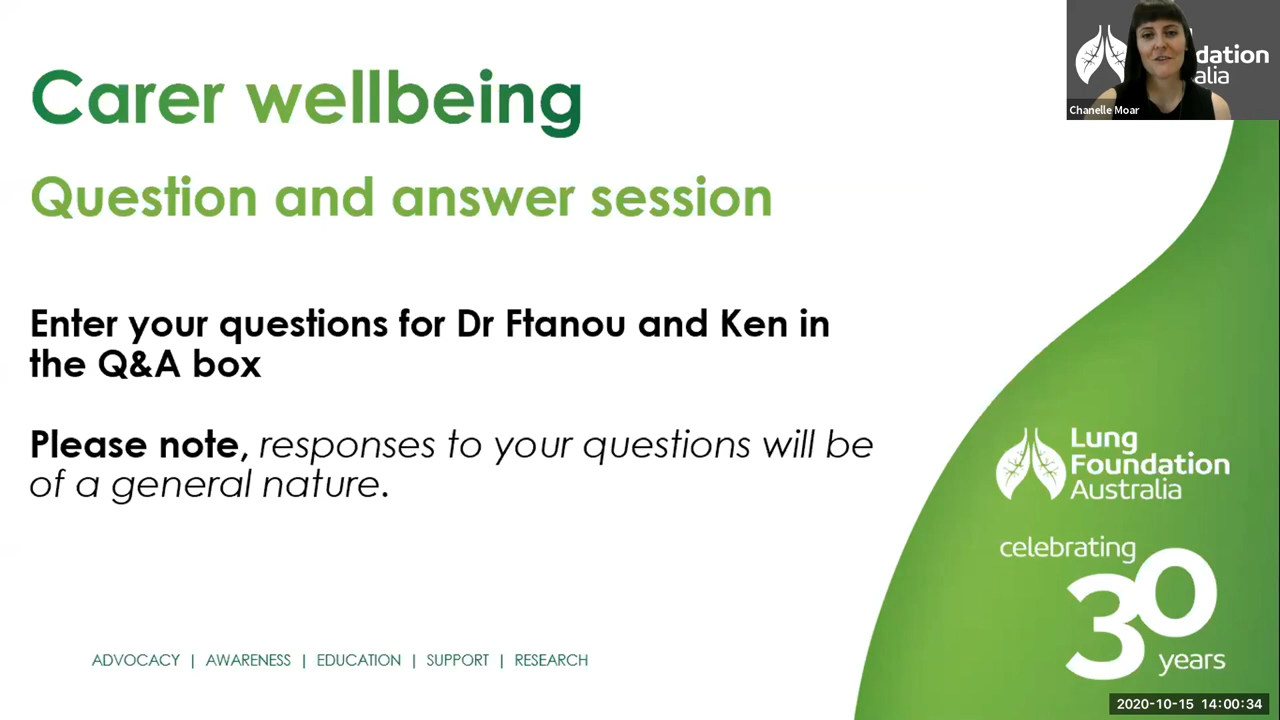 Carer wellbeing
Question and answer session
Enter your questions for Dr Ftanou and Ken in
the Q&A box
Please note, responses to your questions will be
of a general nature.
ADVOCACY | AWARENESS | EDUCATION | SUPPORT | RESEARCH
dation
alia
Chanelle Moar
Lung
Foundation
Australia
celebrating
30
years
2020-10-15 14:00:34